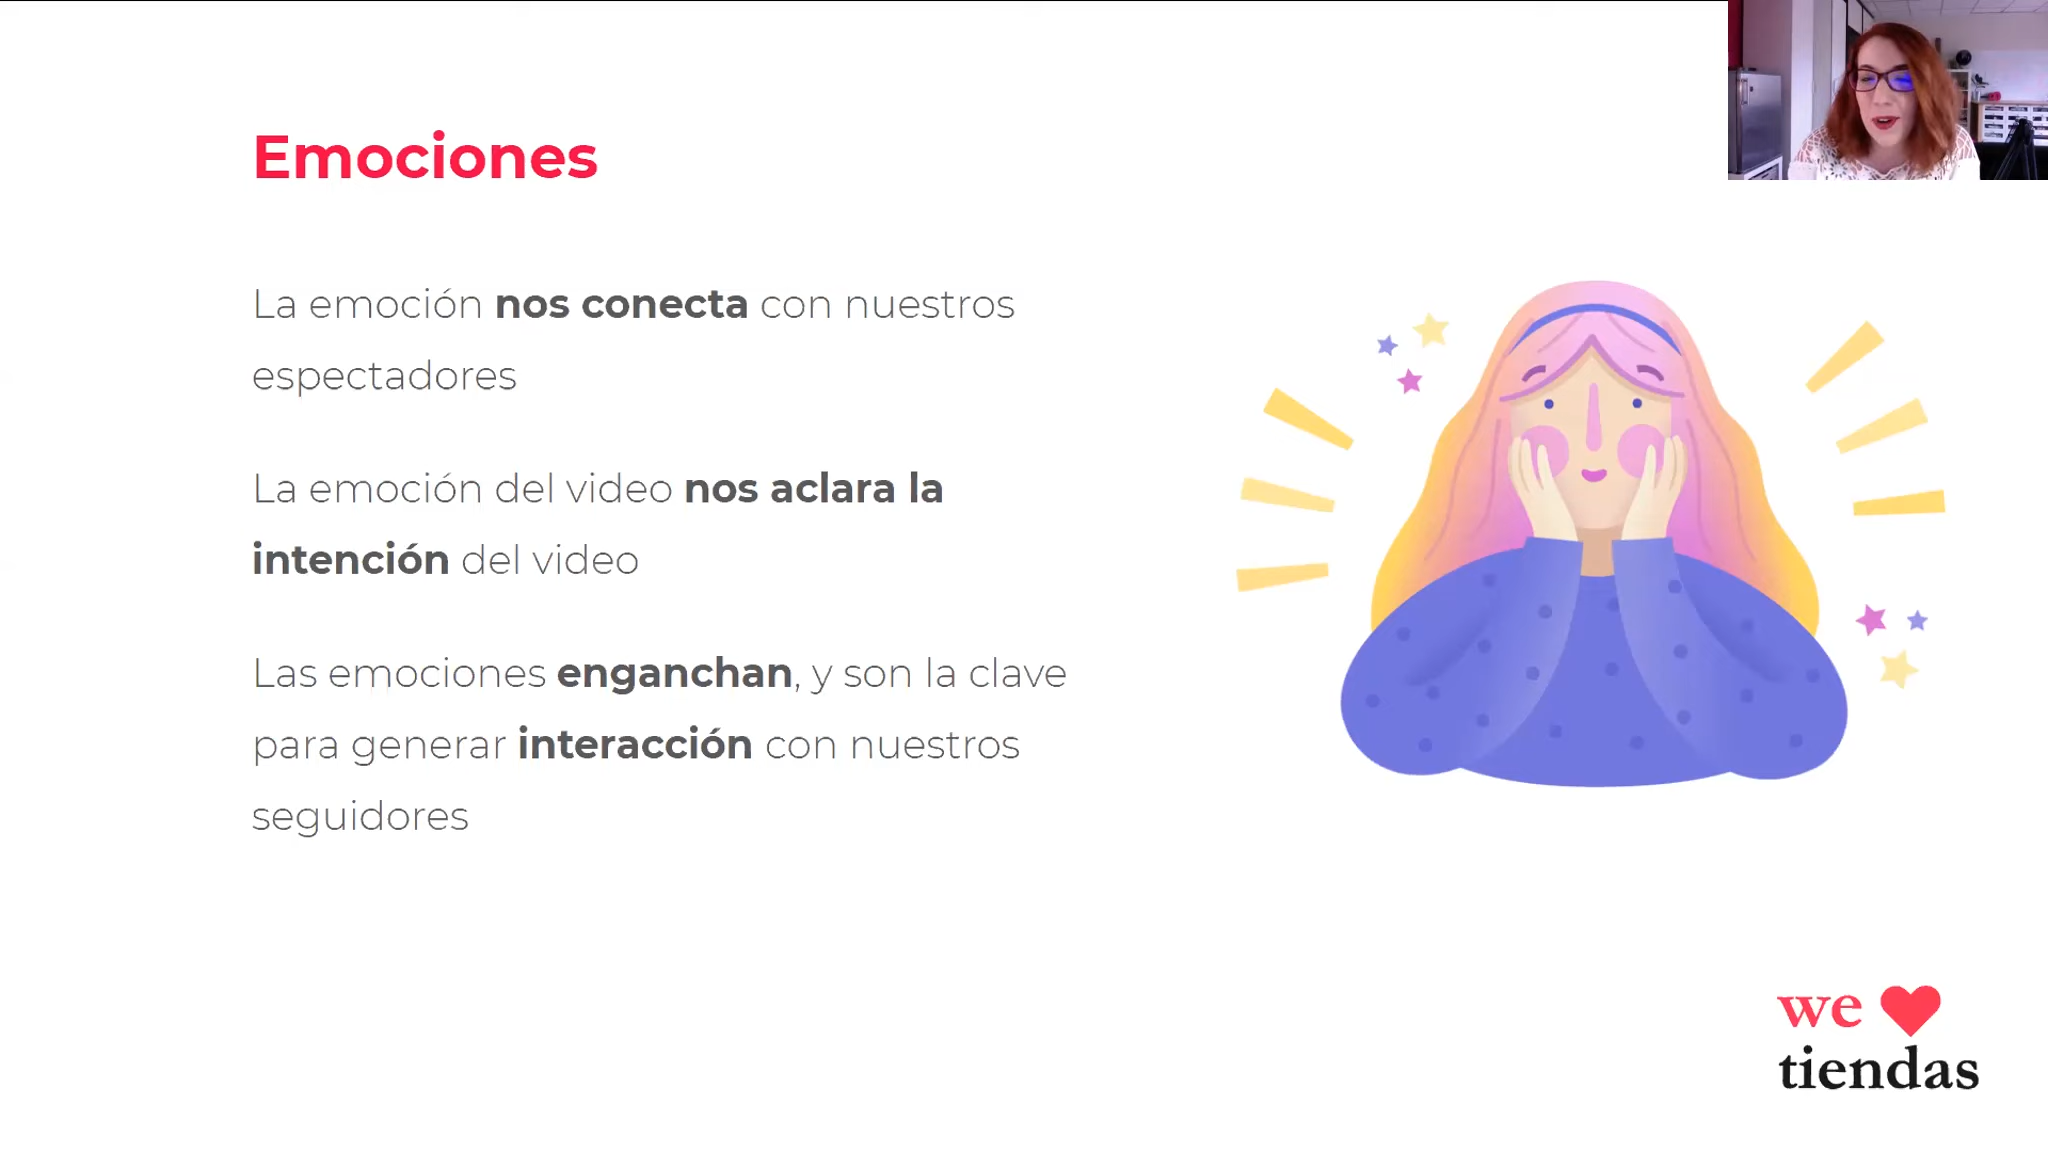 Emociones
La emoción nos conecta con nuestros
espectadores
La emoción del video nos aclara la
intención del video
Las emociones enganchan, y son la clave
para generar interacción con nuestros
seguidores
we
tiendas